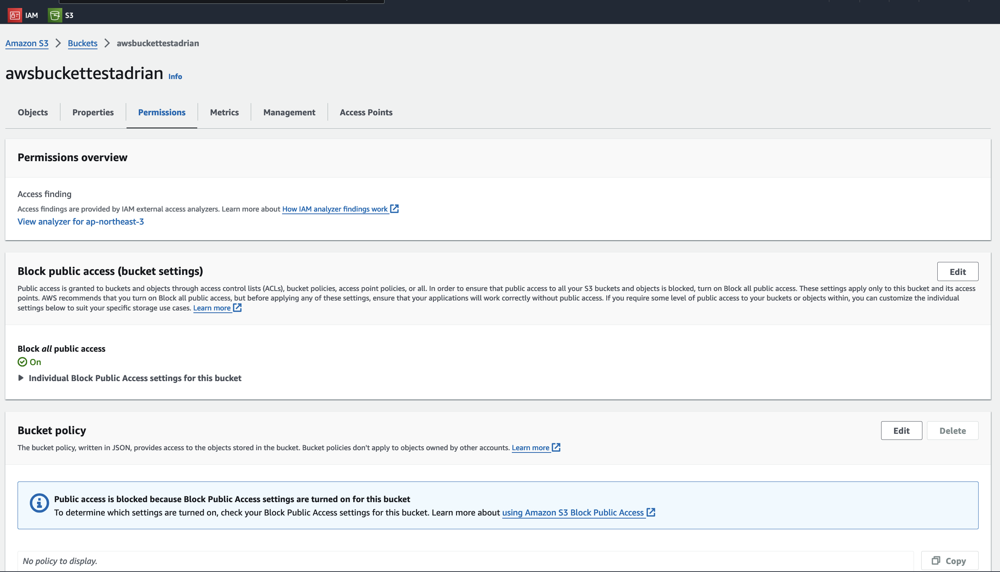 IAM S3
Amazon S3 > Buckets > awsbuckettestadrian
awsbuckettestadrian Info
Objects Properties Permissions Metrics Management Access Points
Permissions overview
Access finding
Access findings are provided by IAM external access analyzers. Learn more about How IAM analyzer findings work
View analyzer for ap-northeast-3
Block public access (bucket settings)
Edit
Public access is granted to buckets and objects through access control lists (ACLs), bucket policies, access point policies, or all. In order to ensure that public access to all your S3 buckets and objects is blocked, turn on Block all public access. These settings apply only to this bucket and its access
points. AWS recommends that you turn on Block all public access, but before applying any of these settings, ensure that your applications will work correctly without public access. If you require some level of public access to your buckets or objects within, you can customize the individual
settings below to suit your specific storage use cases. Learn more
Block all public access
On
Individual Block Public Access settings for this bucket
Bucket policy
Edit Delete
The bucket policy, written in JSON, provides access to the objects stored in the bucket. Bucket policies don't apply to objects owned by other accounts. Learn more
Public access is blocked because Block Public Access settings are turned on for this bucket
To determine which settings are turned on, check your Block Public Access settings for this bucket. Learn more about using Amazon S3 Block Public Access
No policy to display.
Copy